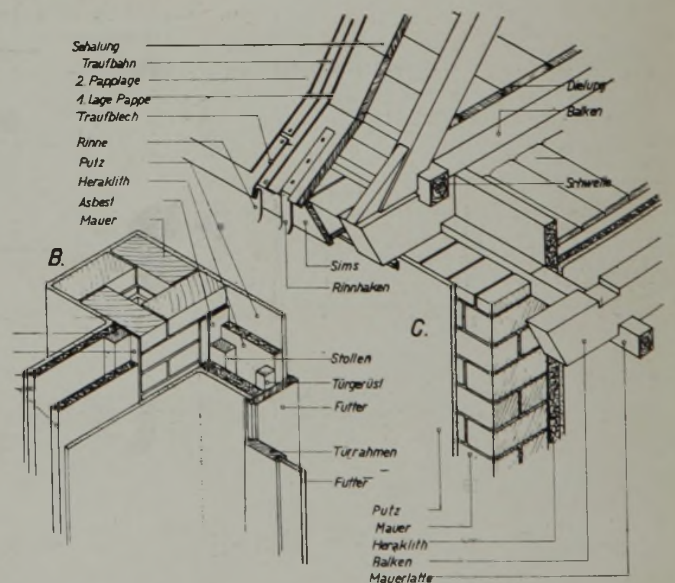 Schalung
Traufbahn
2. Papplage
1. Lage Pappe
Traufblech
Rinne
Putz
Heraklith
Asbest
Mauer
B.
Dielung
Balken
Schwelle
Sims
Rinnhaken
C.
Stollen
Türgerüst
Futter
Türrahmen
Futter
Putz
Mauer
Heraklith
Balken
Mauerlatte